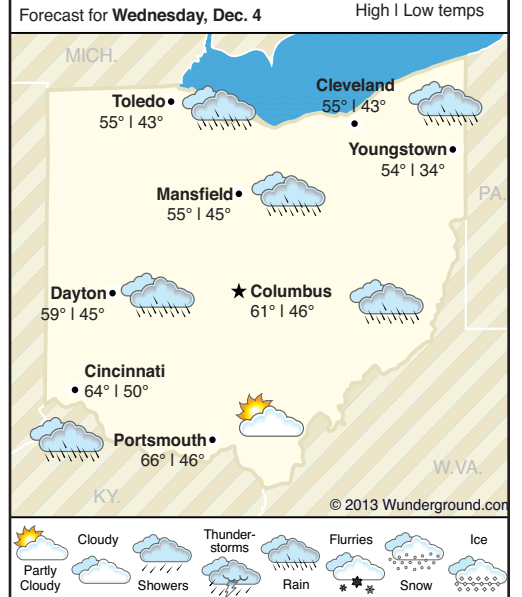 Forecast for Wednesday, Dec. 4
High | Low temps
MICH.
Cleveland
55° | 43°
Toledo
55° | 43°
Youngstown
54° | 34°
Mansfield
55° | 45°
PA.
Dayton
59° | 45°
Columbus
61° | 46°
Cincinnati
64° | 50°
Portsmouth
66° | 46°
W.VA.
KY.
© 2013 Wunderground.com
Partly
Cloudy
Cloudy
Showers
Thunder-
storms
Rain
Flurries
Snow
Ice